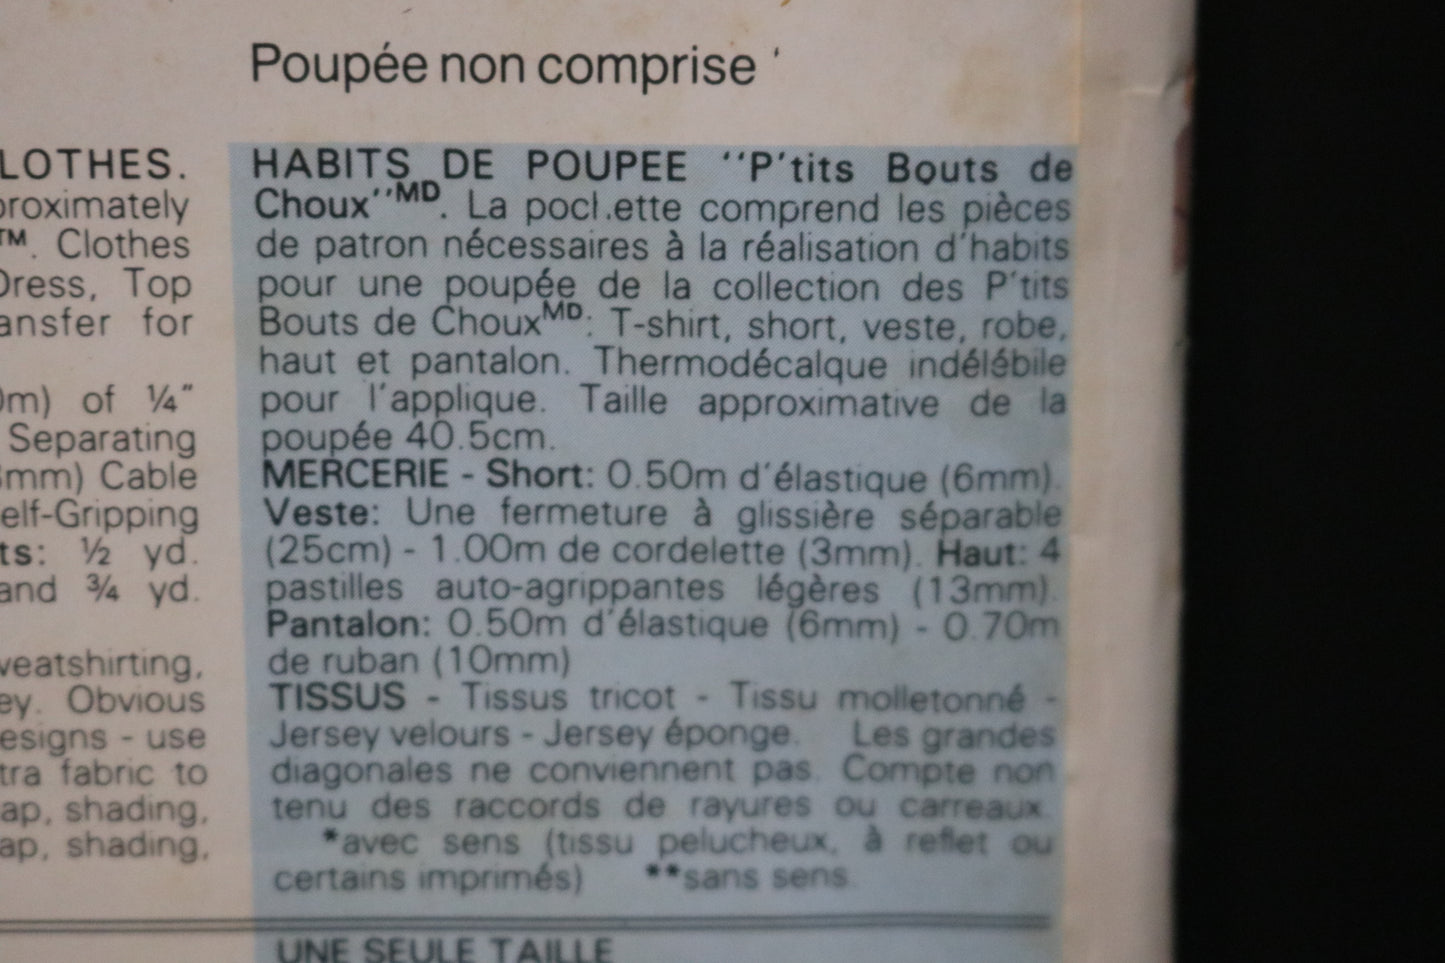 Poupée non comprise
LOTHES.
proximately
TM. Clothes
Dress, Top
ansfer for
0m) of ¼"
Separating
3mm) Cable
elf-Gripping
ts: ½ yd.
and ¾ yd.
weatshirting,
ey. Obvious
esigns - use
tra fabric to
ap, shading,
ap, shading,
HABITS DE POUPEE "P'tits Bouts de
Choux"MD. La pochette comprend les pièces
de patron nécessaires à la réalisation d'habits
pour une poupée de la collection des P'tits
Bouts de ChouxMD: T-shirt, short, veste, robe,
haut et pantalon. Thermodécalque indélébile
pour l'applique. Taille approximative de la
poupée 40.5cm.
MERCERIE - Short: 0.50m d'élastique (6mm).
Veste: Une fermeture à glissière séparable
(25cm) - 1.00m de cordelette (3mm). Haut: 4
pastilles auto-agrippantes légères (13mm).
Pantalon: 0.50m d'élastique (6mm) - 0.70m
de ruban (10mm)
TISSUS - Tissus tricot - Tissu molletonné -
Jersey velours - Jersey éponge. Les grandes
diagonales ne conviennent pas. Compte non
tenu des raccords de rayures ou carreaux.
*avec sens (tissu pelucheux, à reflet ou
certains imprimés) **sans sens
UNE SEULE TAILLE